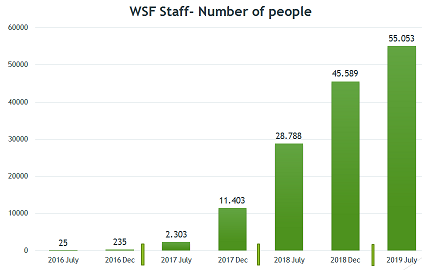 WSF Staff- Number of people
60000
50000
40000
30000
20000
10000
0
25
235
2.303
11.403
28.788
45.589
55.053
2016 July
2016 Dec
2017 July
2017 Dec
2018 July
2018 Dec
2019 July